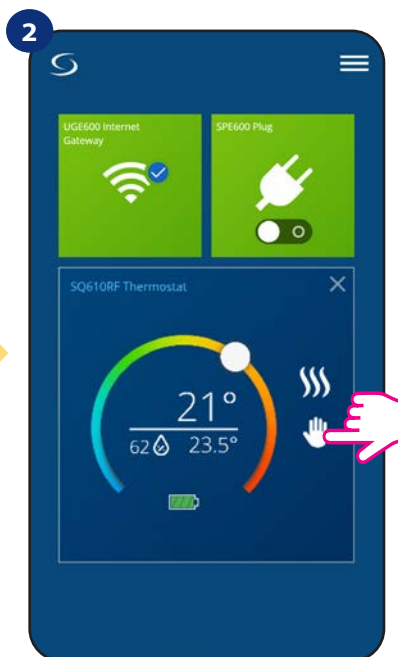 2
UGE600 Internet
Gateway
SPE600 Plug
SQ610RF Thermostat
21°
62 23.5°